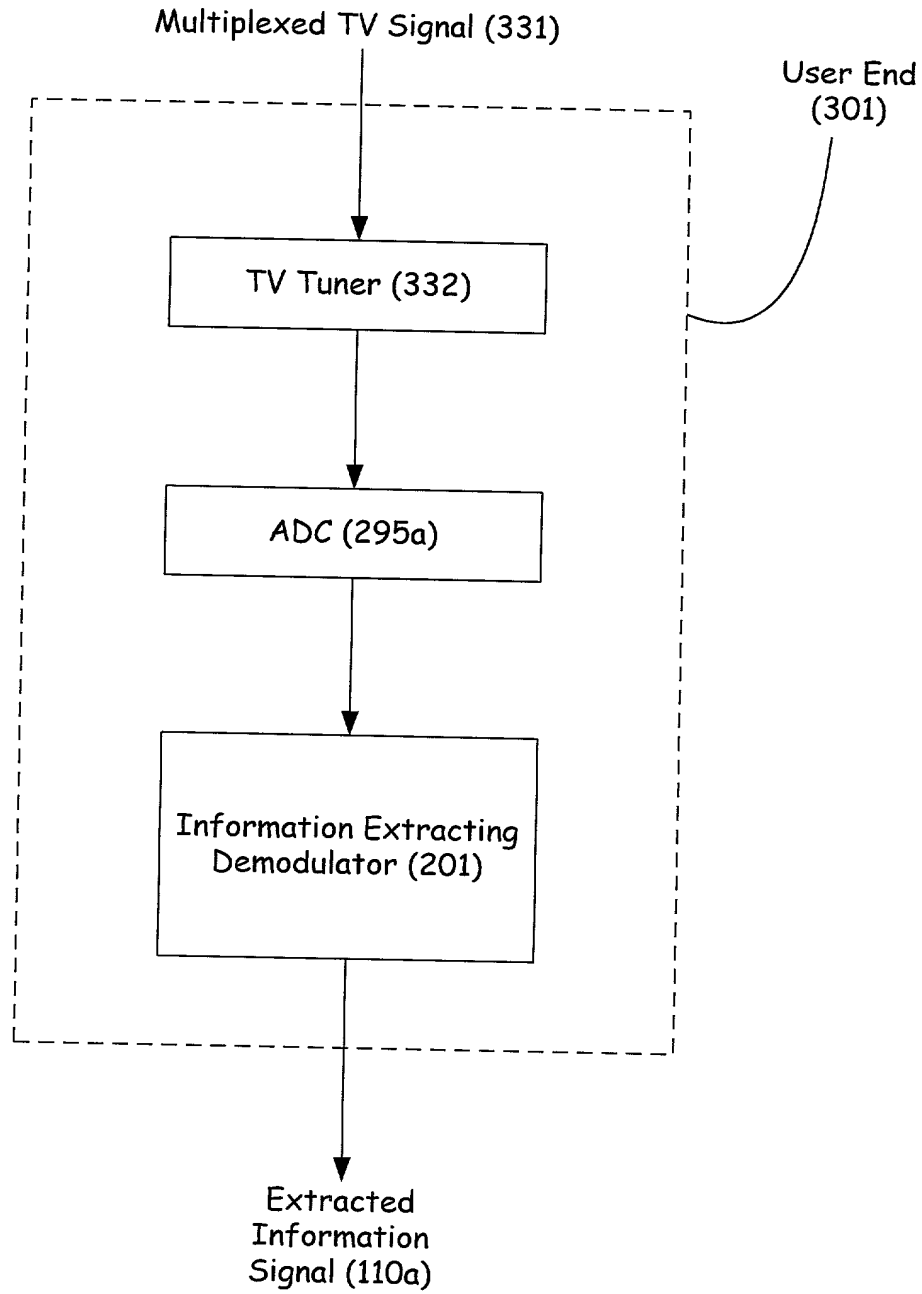 Multiplexed TV Signal (331)
User End
(301)
TV Tuner (332)
ADC (295a)
Information Extracting
Demodulator (201)
Extracted
Information
Signal (110a)